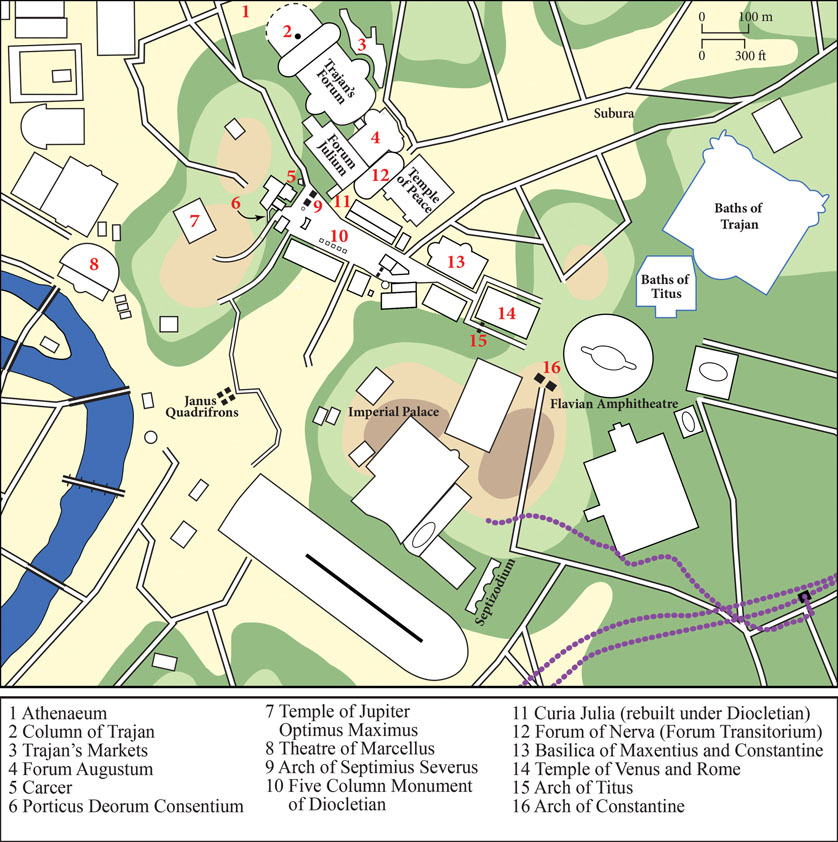 1
2
3
0 100 m
0 300 ft
Trajan's
Forum
Subura
4
Forum
Julium
12
Temple
of Peace
5
6
9
11
7
10
8
13
14
15
16
Baths of
Trajan
Baths of
Titus
Flavian Amphitheatre
Janus
Quadrifrons
Imperial Palace
Septizodium
1 Athenaeum
2 Column of Trajan
3 Trajan's Markets
4 Forum Augustum
5 Carcer
6 Porticus Deorum Consentium
7 Temple of Jupiter
Optimus Maximus
8 Theatre of Marcellus
9 Arch of Septimius Severus
10 Five Column Monument
of Diocletian
11 Curia Julia (rebuilt under Diocletian)
12 Forum of Nerva (Forum Transitorium)
13 Basilica of Maxentius and Constantine
14 Temple of Venus and Rome
15 Arch of Titus
16 Arch of Constantine